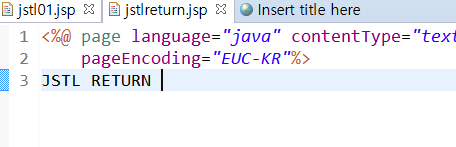 jstl01.jsp jstlreturn.jsp Insert title here
1 <%@ page language="java" contentType="text
2 pageEncoding="EUC-KR"%>
3 JSTL RETURN